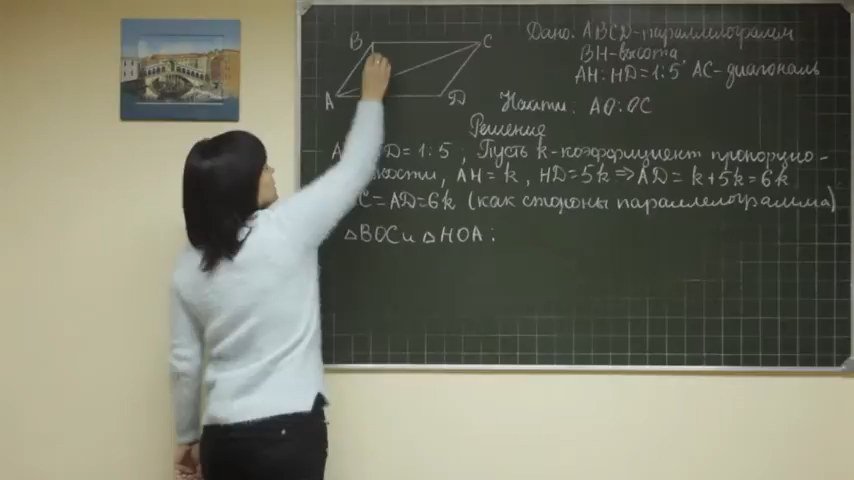 B
C
A
D
Дано: ABCD-параллелограмм
BH-высота
AH:HD=1:5, AC-диагональ
Найти: AO:OC
Решение
A D=1:5; Пусть k-коэффициент пропорцио-
кости, AH=k, HD=5k⇒AD=k+5k=6k
C=AD=6k (как стороны параллелограмма)
△BOC и △HOA: